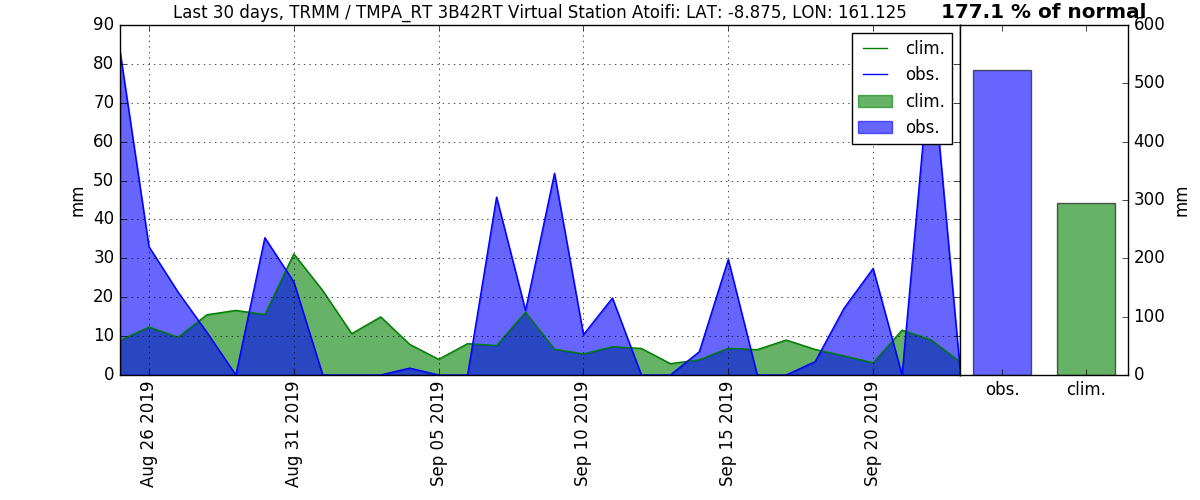 Last 30 days, TRMM / TMPA_RT 3B42RT Virtual Station Atoifi: LAT: -8.875, LON: 161.125
177.1 % of normal
90
80
70
60
50
40
30
20
10
0
mm
clim.
obs.
clim.
obs.
600
500
400
300
200
100
0
mm
Aug 26 2019
Aug 31 2019
Sep 05 2019
Sep 10 2019
Sep 15 2019
Sep 20 2019
obs.
clim.